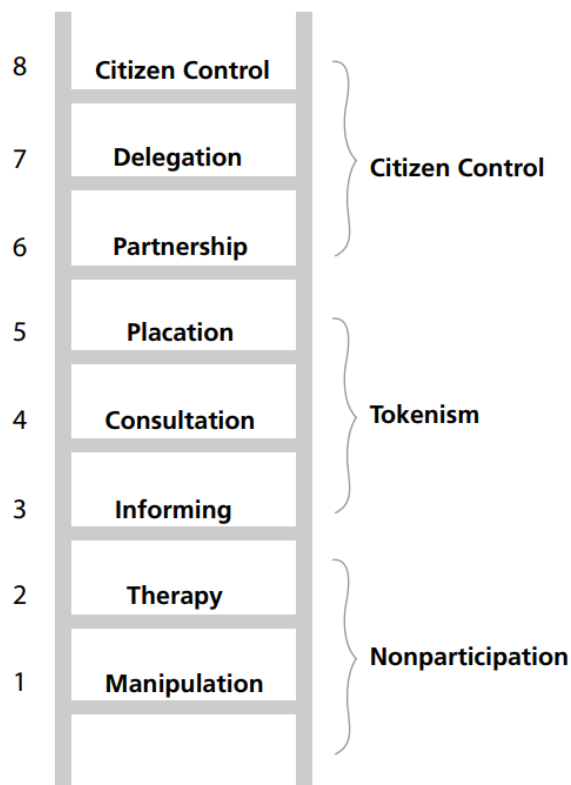 8 Citizen Control
7 Delegation
Citizen Control
6 Partnership
5 Placation
4 Consultation
Tokenism
3 Informing
2 Therapy
Nonparticipation
1 Manipulation